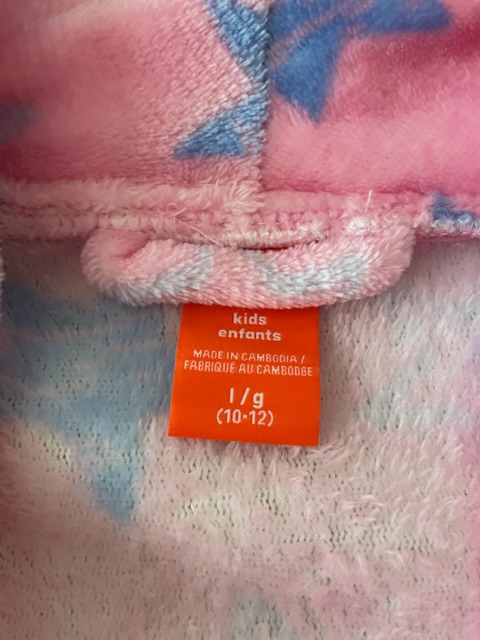 kids
enfants
MADE IN CAMBODIA /
FABRIQUÉ AU CAMBODGE
l/g
(10-12)